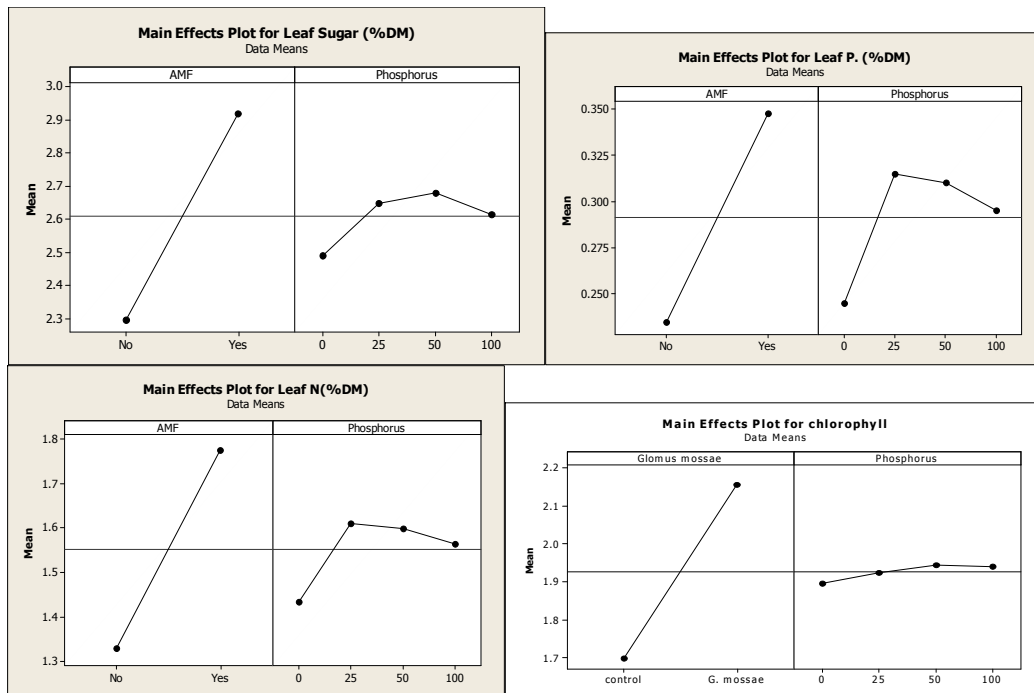 Main Effects Plot for Leaf Sugar (%DM)
Data Means
AMF Phosphorus
3.0
2.9
2.8
2.7
2.6
2.5
2.4
2.3
Mean
No Yes 0 25 50 100
Main Effects Plot for Leaf P. (%DM)
Data Means
AMF Phosphorus
0.350
0.325
0.300
0.275
0.250
Mean
No Yes 0 25 50 100
Main Effects Plot for Leaf N(%DM)
Data Means
AMF Phosphorus
1.8
1.7
1.6
1.5
1.4
1.3
Mean
No Yes 0 25 50 100
Main Effects Plot for chlorophyll
Data Means
Glomus mossae Phosphorus
2.2
2.1
2.0
1.9
1.8
1.7
Mean
control G. mossae 0 25 50 100